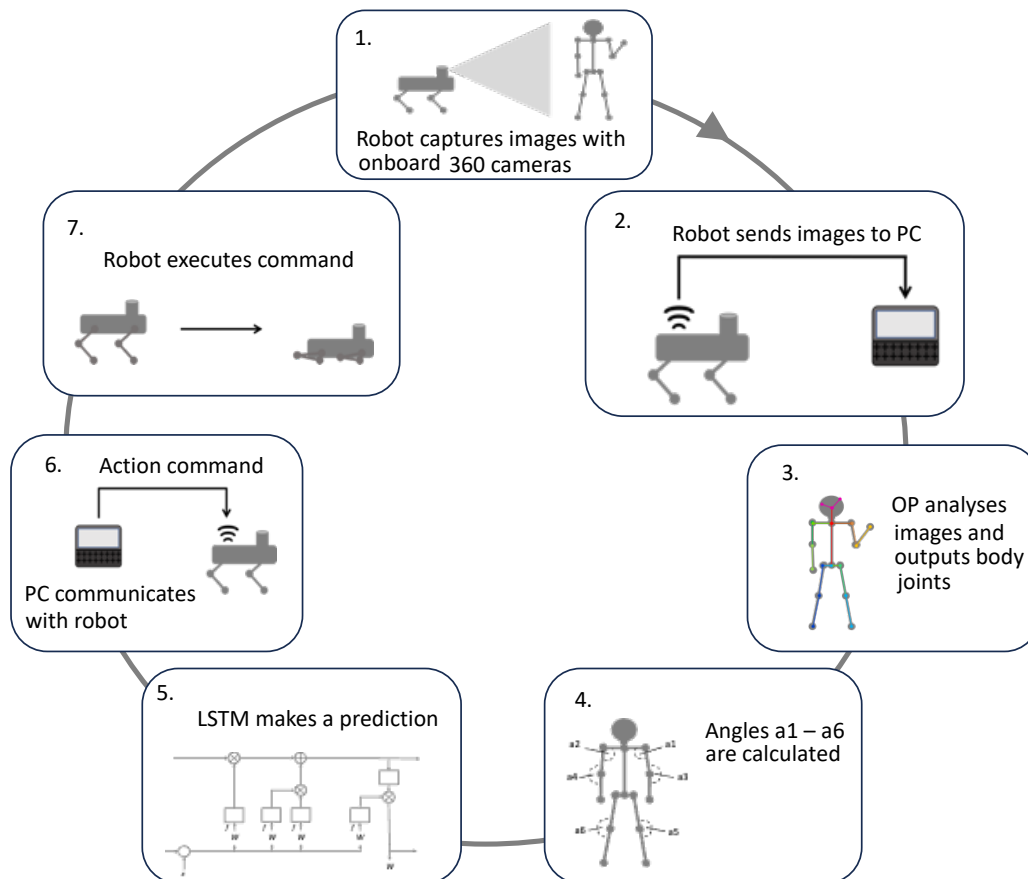 1.
Robot captures images with
onboard 360 cameras
2.
Robot sends images to PC
3.
OP analyses
images and
outputs body
joints
4.
Angles a1 – a6
are calculated
a2
a1
a4
a3
a6
a5
5.
LSTM makes a prediction
f
f
f
W
W
W
W
W
6.
Action command
PC communicates
with robot
7.
Robot executes command